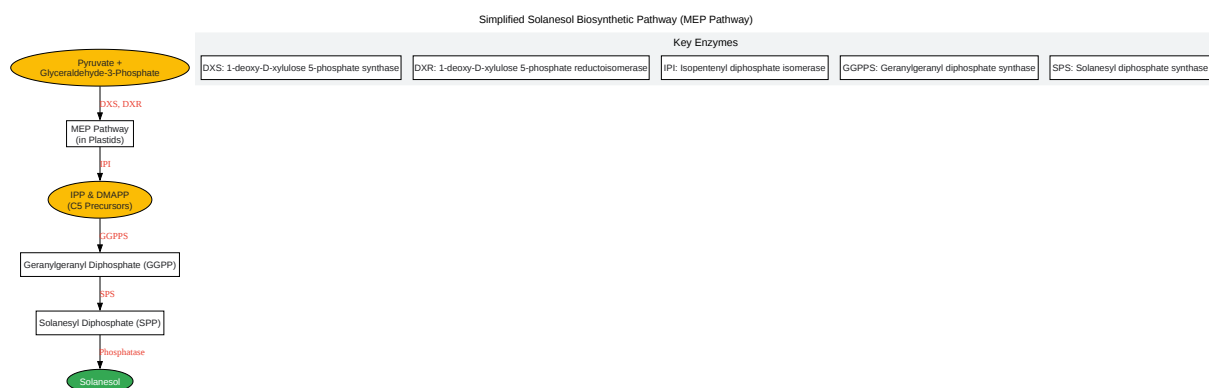 Simplified Solanesol Biosynthetic Pathway (MEP Pathway)
Key Enzymes
DXS: 1-deoxy-D-xylulose 5-phosphate synthase
DXR: 1-deoxy-D-xylulose 5-phosphate reductoisomerase
IPI: Isopentenyl diphosphate isomerase
GGPPS: Geranylgeranyl diphosphate synthase
SPS: Solanesyl diphosphate synthase
Pyruvate +
Glyceraldehyde-3-Phosphate
DXS, DXR
MEP Pathway
(in Plastids)
IPI
IPP & DMAPP
(C5 Precursors)
GGPPS
Geranylgeranyl Diphosphate (GGPP)
SPS
Solanesyl Diphosphate (SPP)
Phosphatase
Solanesol